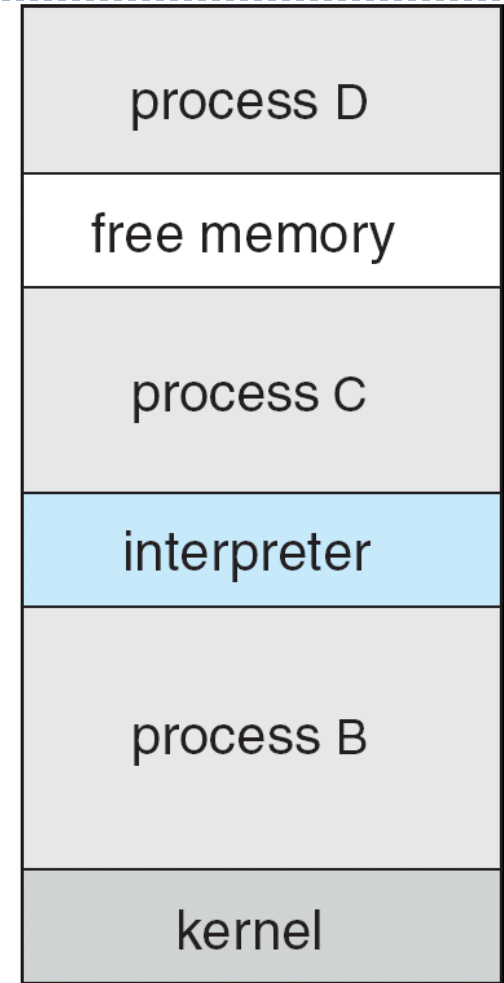 process D
free memory
process C
interpreter
process B
kernel